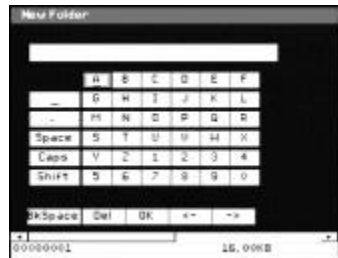 New Folder
A B C D E F
_ G H I J K L
. M N O P Q R
Space S T U V W X
Caps Y Z 1 2 3 4
Shift 5 6 7 8 9 0
BkSpace Del OK <- ->
00000001 16.00KB